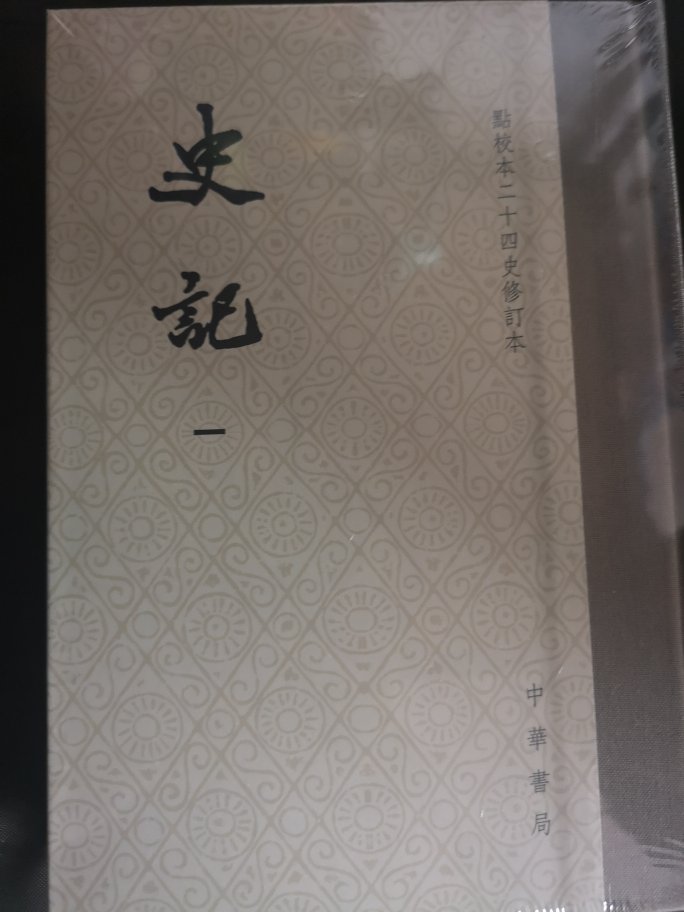 點校本二十四史修訂本
史記
一
中華書局